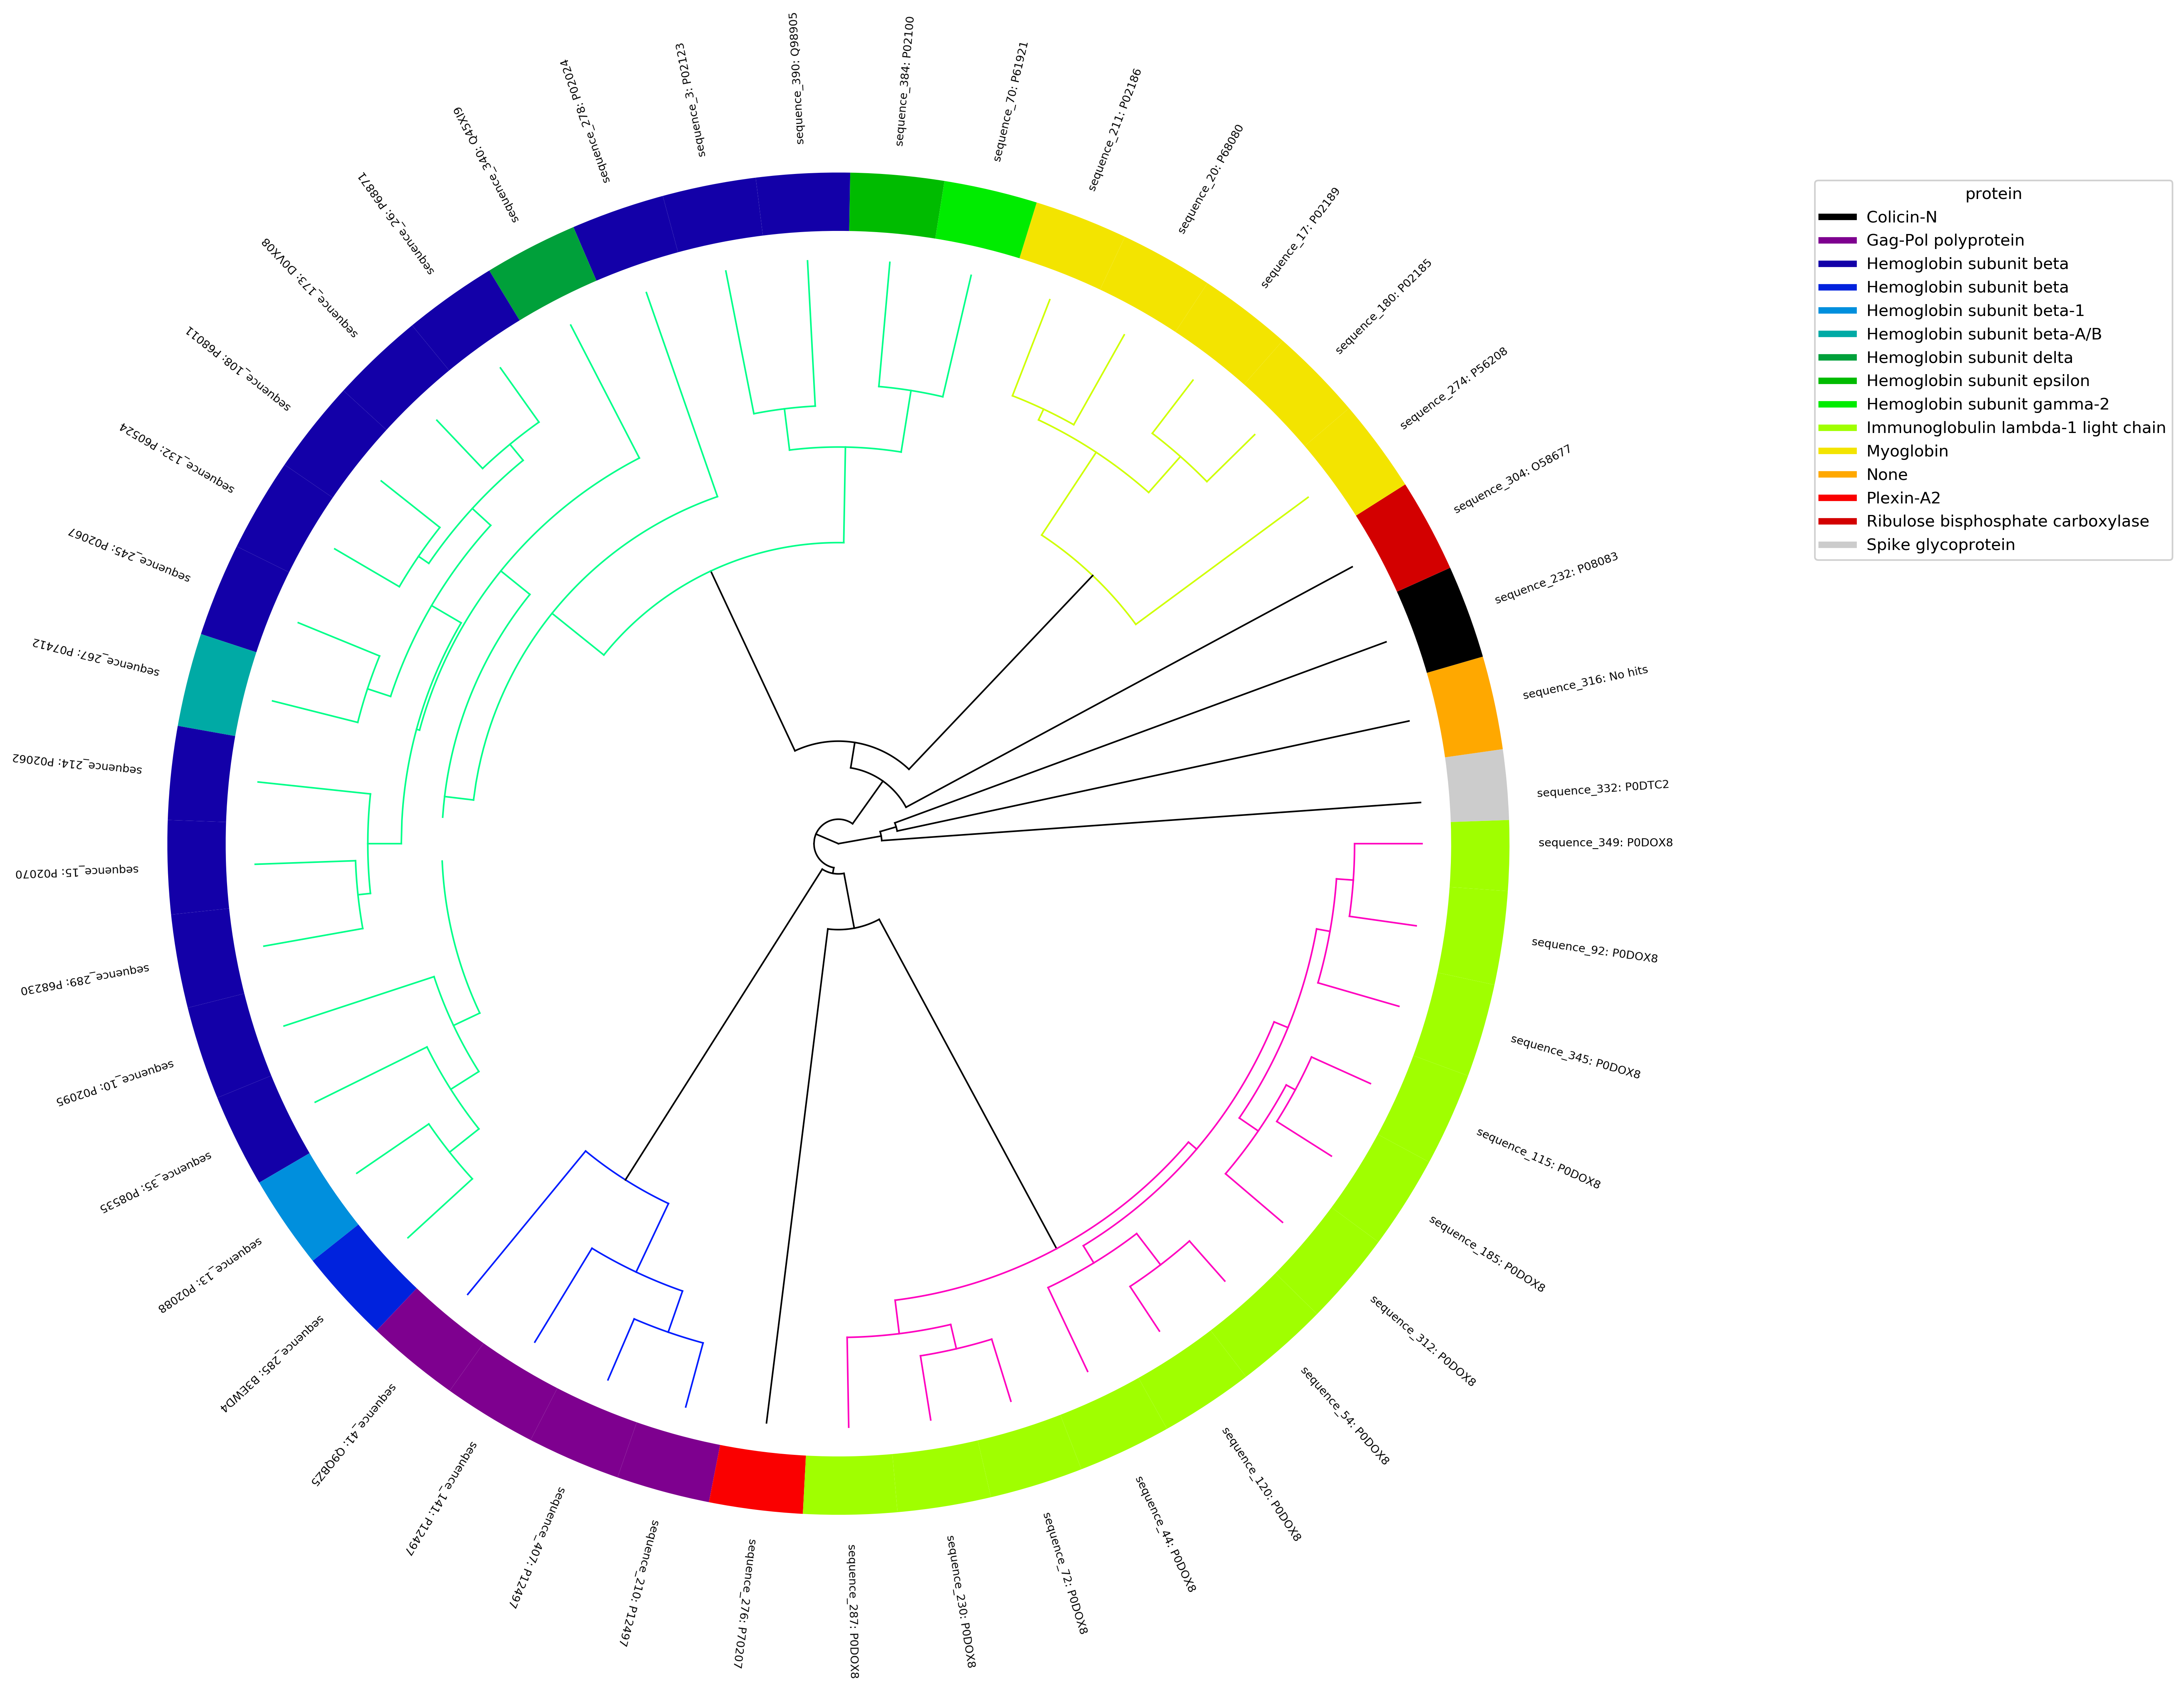 sequence_390: Q98905
sequence_384: P02100
sequence_70: P61921
sequence_211: P02186
sequence_20: P68080
sequence_17: P02189
sequence_180: P02185
sequence_274: P56208
sequence_304: O58677
sequence_232: P08083
sequence_316: No hits
sequence_332: P0DTC2
sequence_349: P0DOX8
sequence_92: P0DOX8
sequence_345: P0DOX8
sequence_115: P0DOX8
sequence_185: P0DOX8
sequence_312: P0DOX8
sequence_54: P0DOX8
sequence_120: P0DOX8
sequence_44: P0DOX8
sequence_72: P0DOX8
sequence_230: P0DOX8
sequence_287: P0DOX8
sequence_276: P70207
sequence_210: P12497
sequence_407: P12497
sequence_141: P12497
sequence_41: Q9QBZ5
sequence_285: B3EWD4
sequence_13: P02088
sequence_35: P08535
sequence_10: P02095
sequence_289: P68230
sequence_15: P02070
sequence_214: P02062
sequence_267: P07412
sequence_245: P02067
sequence_132: P60524
sequence_108: P68011
sequence_173: D0VX08
sequence_26: P68871
sequence_340: Q45XI9
sequence_278: P02024
sequence_3: P02123
protein
Colicin-N
Gag-Pol polyprotein
Hemoglobin subunit beta
Hemoglobin subunit beta
Hemoglobin subunit beta-1
Hemoglobin subunit beta-A/B
Hemoglobin subunit delta
Hemoglobin subunit epsilon
Hemoglobin subunit gamma-2
Immunoglobulin lambda-1 light chain
Myoglobin
None
Plexin-A2
Ribulose bisphosphate carboxylase
Spike glycoprotein